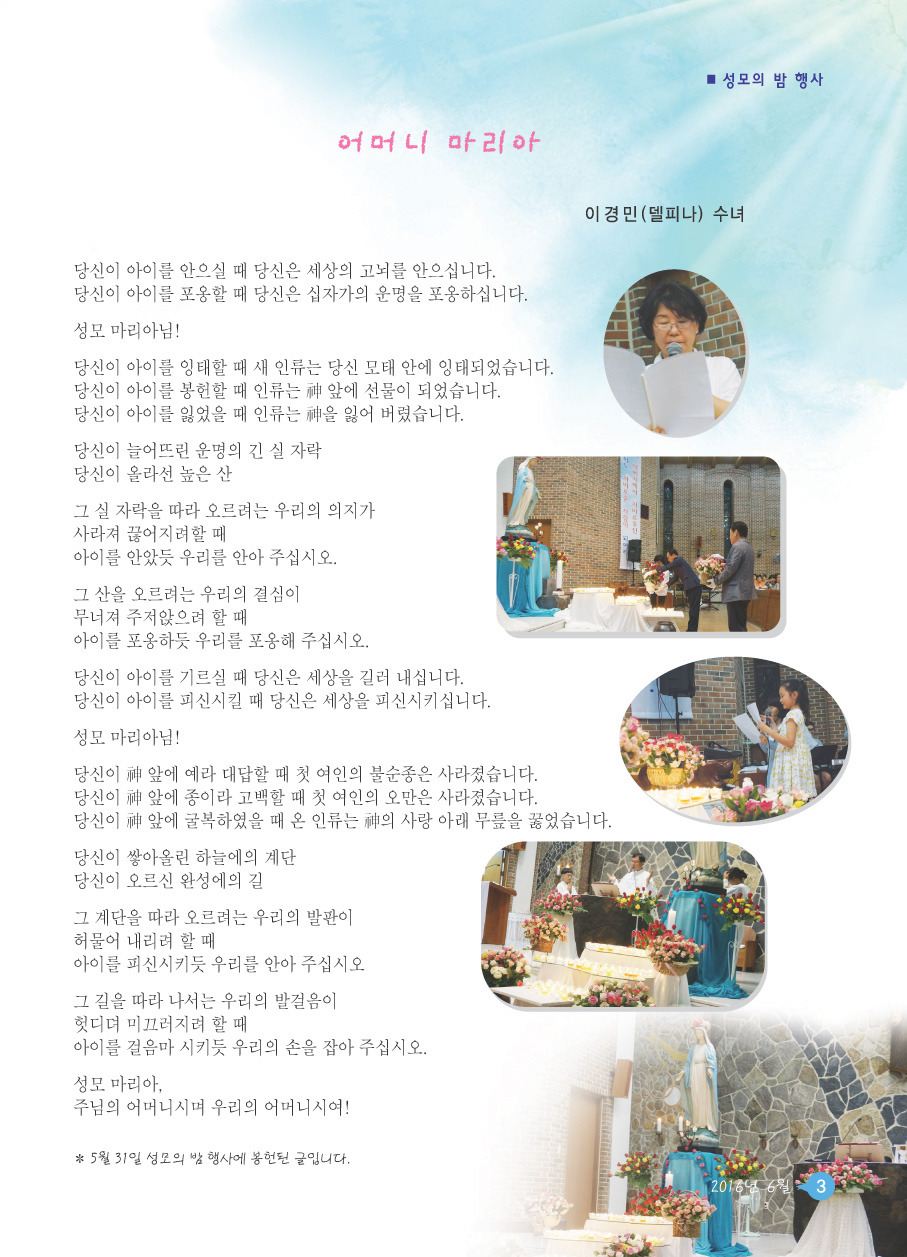 ■ 성모의 밤 행사
어머니 마리아
이경민(델피나) 수녀
당신이 아이를 안으실 때 당신은 세상의 고뇌를 안으십니다.
당신이 아이를 포옹할 때 당신은 십자가의 운명을 포옹하십니다.
성모 마리아님!
당신이 아이를 잉태할 때 새 인류는 당신 모태 안에 잉태되었습니다.
당신이 아이를 봉헌할 때 인류는 神 앞에 선물이 되었습니다.
당신이 아이를 잃었을 때 인류는 神을 잃어 버렸습니다.
당신이 늘어뜨린 운명의 긴 실 자락
당신이 올라선 높은 산
그 실 자락을 따라 오르려는 우리의 의지가
사라져 끊어지려할 때
아이를 안았듯 우리를 안아 주십시오.
그 산을 오르려는 우리의 결심이
무너져 주저앉으려 할 때
아이를 포옹하듯 우리를 포옹해 주십시오.
당신이 아이를 기르실 때 당신은 세상을 길러 내십니다.
당신이 아이를 피신시킬 때 당신은 세상을 피신시키십니다.
성모 마리아님!
당신이 神 앞에 예라 대답할 때 첫 여인의 불순종은 사라졌습니다.
당신이 神 앞에 종이라 고백할 때 첫 여인의 오만은 사라졌습니다.
당신이 神 앞에 굴복하였을 때 온 인류는 神의 사랑 아래 무릎을 꿇었습니다.
당신이 쌓아올린 하늘에의 계단
당신이 오르신 완성에의 길
그 계단을 따라 오르려는 우리의 발판이
허물어 내리려 할 때
아이를 피신시키듯 우리를 안아 주십시오
그 길을 따라 나서는 우리의 발걸음이
헛디뎌 미끄러지려 할 때
아이를 걸음마 시키듯 우리의 손을 잡아 주십시오.
성모 마리아,
주님의 어머니시며 우리의 어머니시여!
* 5월 31일 성모의 밤 행사에 봉헌된 글입니다.
2016년 6월 3
3